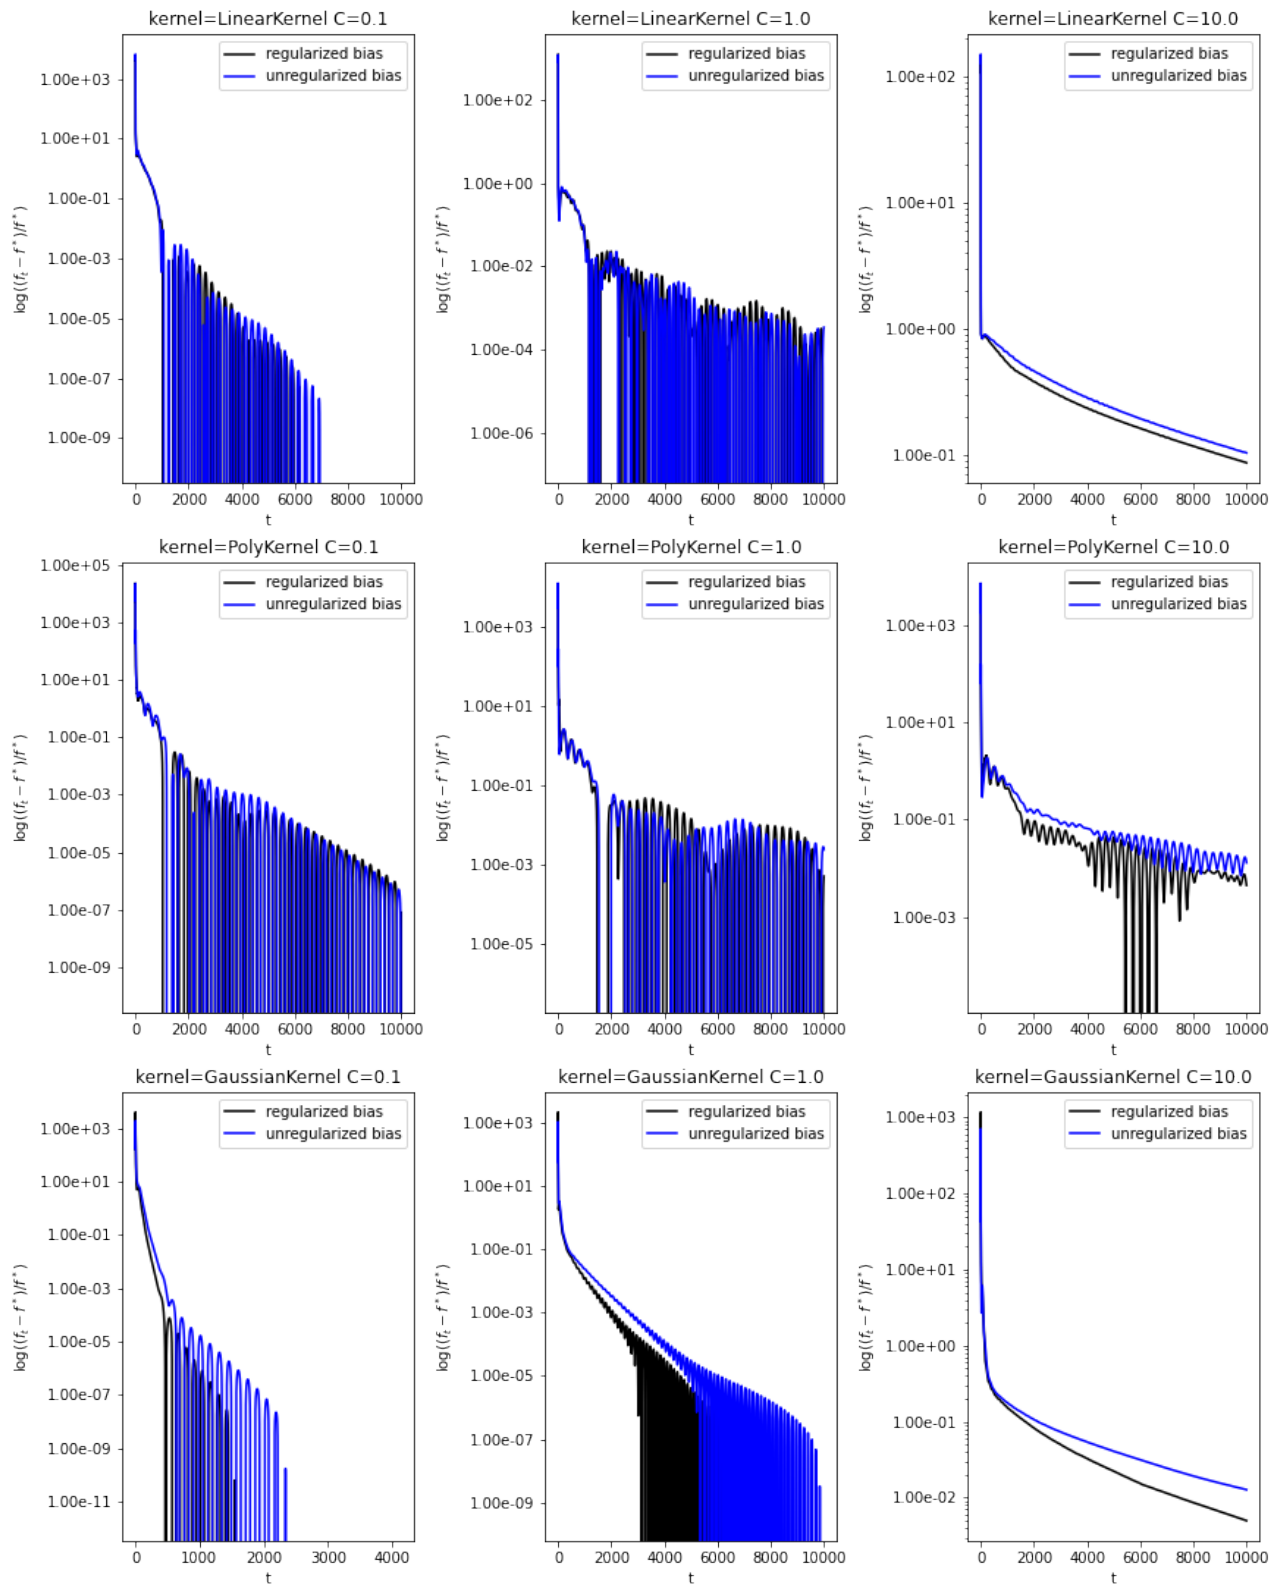 kernel=LinearKernel C=0.1
regularized bias
unregularized bias
1.00e+03
1.00e+01
1.00e-01
1.00e-03
1.00e-05
1.00e-07
1.00e-09
log((f_t − f*)/f*)
0 2000 4000 6000 8000 10000
t
kernel=LinearKernel C=1.0
regularized bias
unregularized bias
1.00e+02
1.00e+00
1.00e-02
1.00e-04
1.00e-06
log((f_t − f*)/f*)
0 2000 4000 6000 8000 10000
t
kernel=LinearKernel C=10.0
regularized bias
unregularized bias
1.00e+02
1.00e+01
1.00e+00
1.00e-01
log((f_t − f*)/f*)
0 2000 4000 6000 8000 10000
t
kernel=PolyKernel C=0.1
regularized bias
unregularized bias
1.00e+05
1.00e+03
1.00e+01
1.00e-01
1.00e-03
1.00e-05
1.00e-07
1.00e-09
log((f_t − f*)/f*)
0 2000 4000 6000 8000 10000
t
kernel=PolyKernel C=1.0
regularized bias
unregularized bias
1.00e+03
1.00e+01
1.00e-01
1.00e-03
1.00e-05
log((f_t − f*)/f*)
0 2000 4000 6000 8000 10000
t
kernel=PolyKernel C=10.0
regularized bias
unregularized bias
1.00e+03
1.00e+01
1.00e-01
1.00e-03
log((f_t − f*)/f*)
0 2000 4000 6000 8000 10000
t
kernel=GaussianKernel C=0.1
regularized bias
unregularized bias
1.00e+03
1.00e+01
1.00e-01
1.00e-03
1.00e-05
1.00e-07
1.00e-09
1.00e-11
log((f_t − f*)/f*)
0 1000 2000 3000 4000
t
kernel=GaussianKernel C=1.0
regularized bias
unregularized bias
1.00e+03
1.00e+01
1.00e-01
1.00e-03
1.00e-05
1.00e-07
1.00e-09
log((f_t − f*)/f*)
0 2000 4000 6000 8000 10000
t
kernel=GaussianKernel C=10.0
regularized bias
unregularized bias
1.00e+03
1.00e+02
1.00e+01
1.00e+00
1.00e-01
1.00e-02
log((f_t − f*)/f*)
0 2000 4000 6000 8000 10000
t